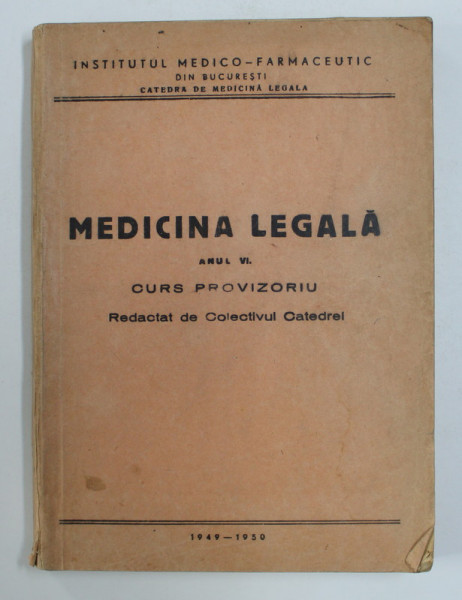 INSTITUTUL MEDICO-FARMACEUTIC
DIN BUCUREȘTI
CATEDRA DE MEDICINĂ LEGALA
MEDICINA LEGALĂ
ANUL VI.
CURS PROVIZORIU
Redactat de Colectivul Catedrei
1949-1950